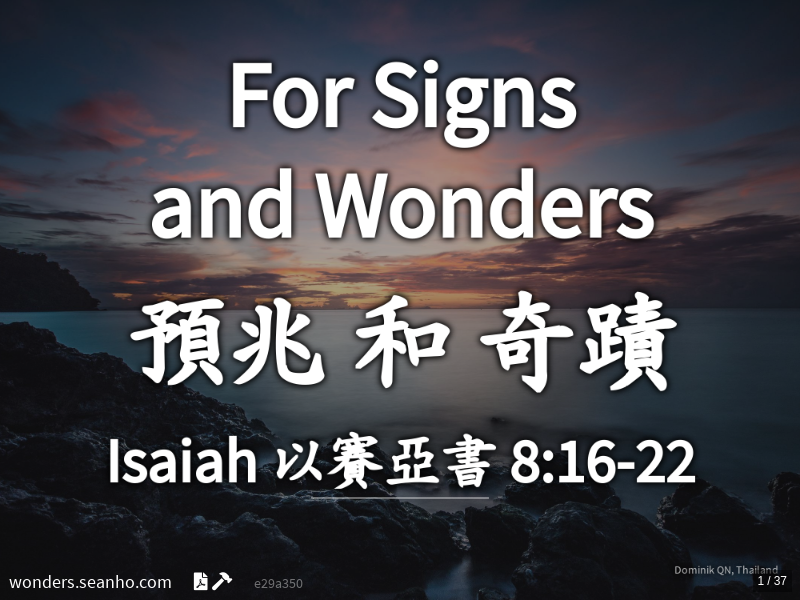 For Signs
and Wonders
預兆 和 奇蹟
Isaiah 以賽亞書 8:16-22
Dominik QN, Thailand
wonders.seanho.com
e29a350
1 / 37